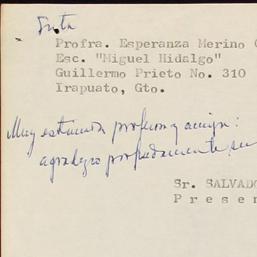 Srita
Profra. Esperanza Merino
Esc. "Miguel Hidalgo"
Guillermo Prieto No. 310
Irapuato, Gto.
Muy estimada profesora y amiga:
agradezco profundamente su
Sr. SALVADO
Presen